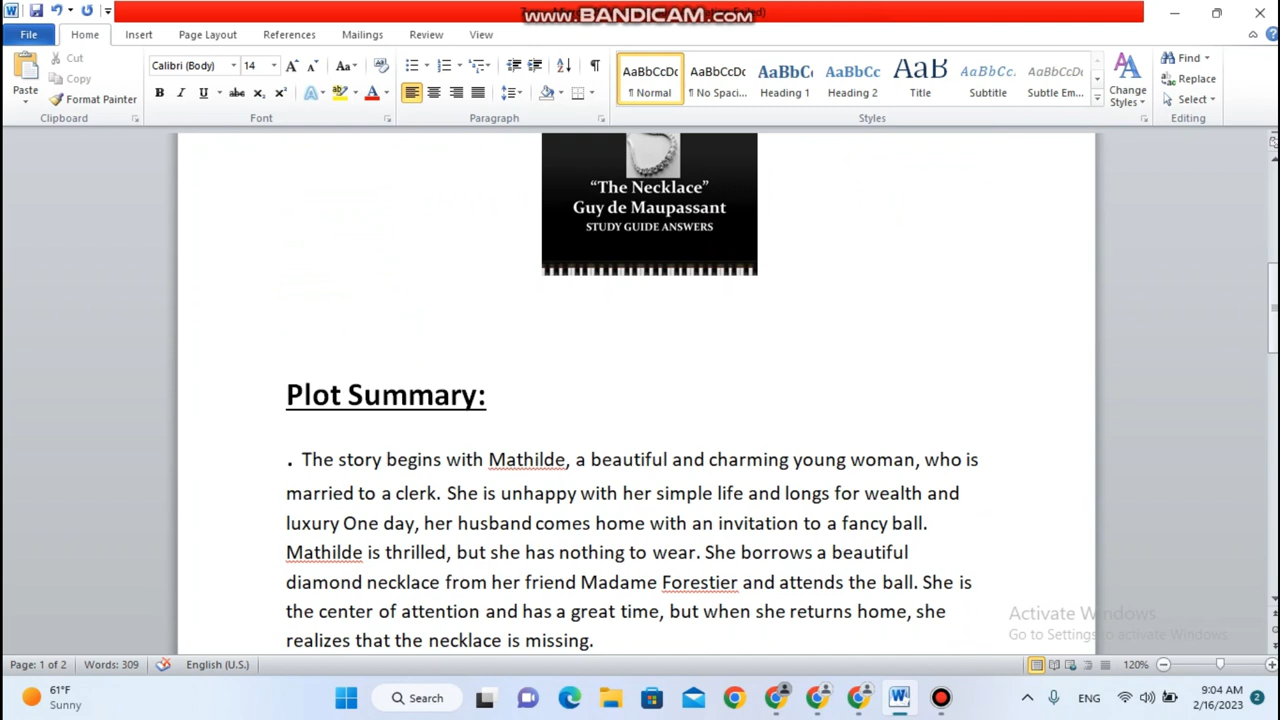 www.BANDICAM.com
File Home Insert Page Layout References Mailings Review View
Cut
Copy
Paste
Format Painter
Clipboard
Calibri (Body) 14
Font
Paragraph
AaBbCcDc AaBbCcDc AaBbC AaBbCc AaB AaBbCc. AaBbCcDc
¶ Normal ¶ No Spaci... Heading 1 Heading 2 Title Subtitle Subtle Em...
Styles
Change
Styles
Find
Replace
Select
Editing
“The Necklace”
Guy de Maupassant
STUDY GUIDE ANSWERS
Plot Summary:
. The story begins with Mathilde, a beautiful and charming young woman, who is
married to a clerk. She is unhappy with her simple life and longs for wealth and
luxury One day, her husband comes home with an invitation to a fancy ball.
Mathilde is thrilled, but she has nothing to wear. She borrows a beautiful
diamond necklace from her friend Madame Forestier and attends the ball. She is
the center of attention and has a great time, but when she returns home, she
realizes that the necklace is missing.
Activate Windows
Go to Settings to activate Windows.
Page: 1 of 2 Words: 309 English (U.S.) 120%
61°F
Sunny
Search
ENG
9:04 AM
2/16/2023
2